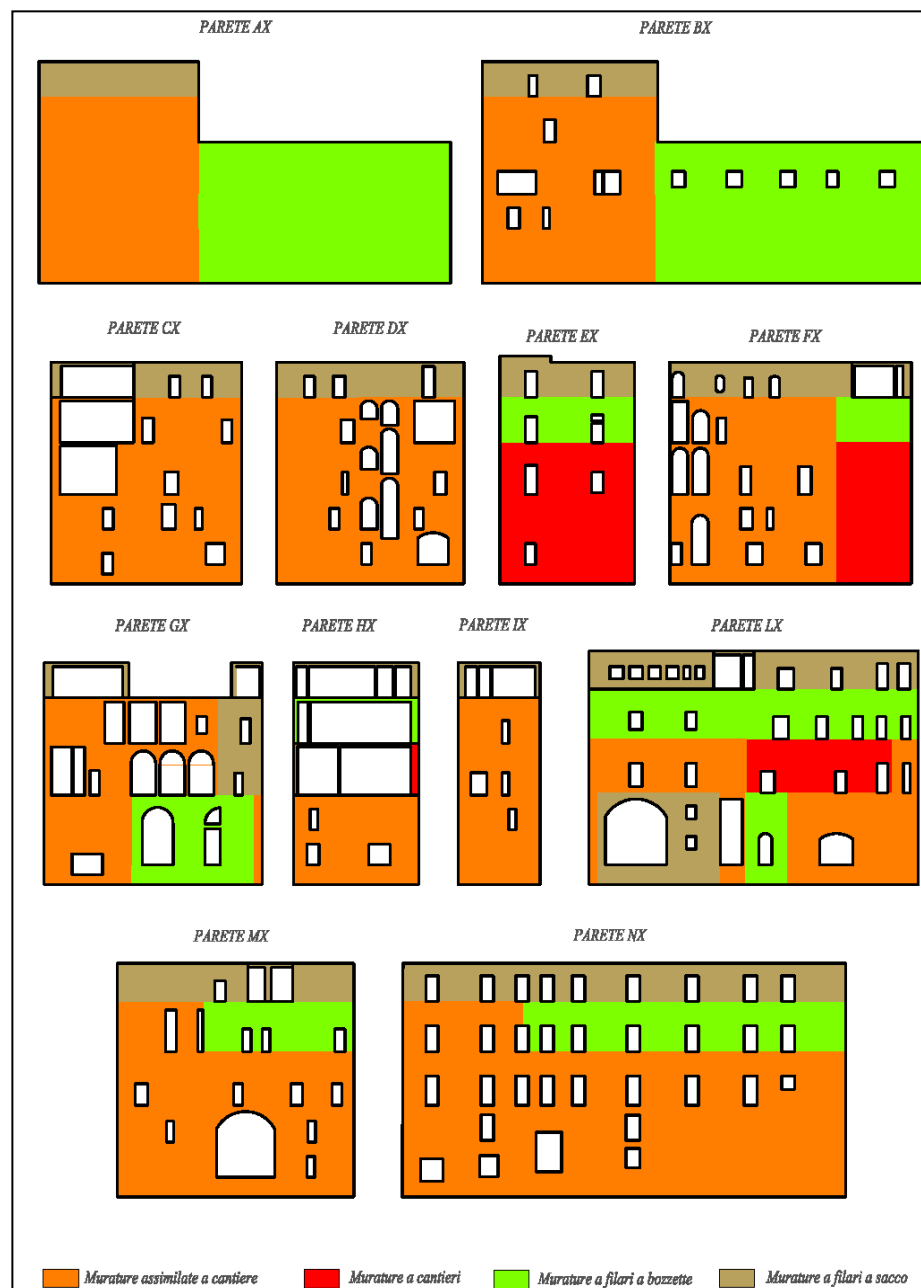 PARETE AX PARETE BX
PARETE CX PARETE DX PARETE EX PARETE FX
PARETE GX PARETE HX PARETE IX PARETE LX
PARETE MX PARETE NX
Murature assimilate a cantiere Murature a cantieri Murature a filari a bozzette Murature a filari a sacco